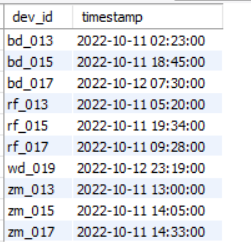 dev_id timestamp
bd_013 2022-10-11 02:23:00
bd_015 2022-10-11 18:45:00
bd_017 2022-10-12 07:30:00
rf_013 2022-10-11 05:20:00
rf_015 2022-10-11 19:34:00
rf_017 2022-10-11 09:28:00
wd_019 2022-10-12 23:19:00
zm_013 2022-10-11 13:00:00
zm_015 2022-10-11 14:05:00
zm_017 2022-10-11 14:33:00